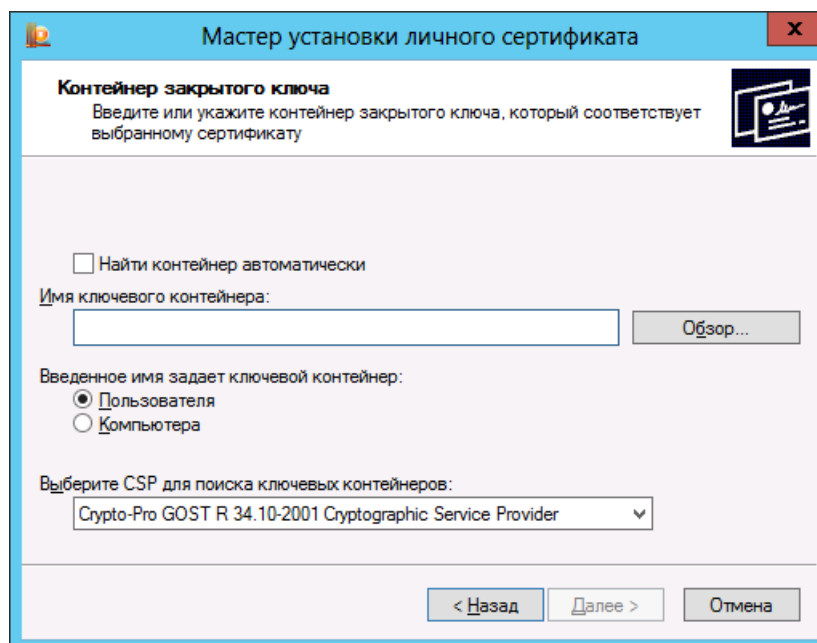 Мастер установки личного сертификата
x
Контейнер закрытого ключа
Введите или укажите контейнер закрытого ключа, который соответствует
выбранному сертификату
Найти контейнер автоматически
Имя ключевого контейнера:
Обзор...
Введенное имя задает ключевой контейнер:
Пользователя
Компьютера
Выберите CSP для поиска ключевых контейнеров:
Crypto-Pro GOST R 34.10-2001 Cryptographic Service Provider
< Назад
Далее >
Отмена